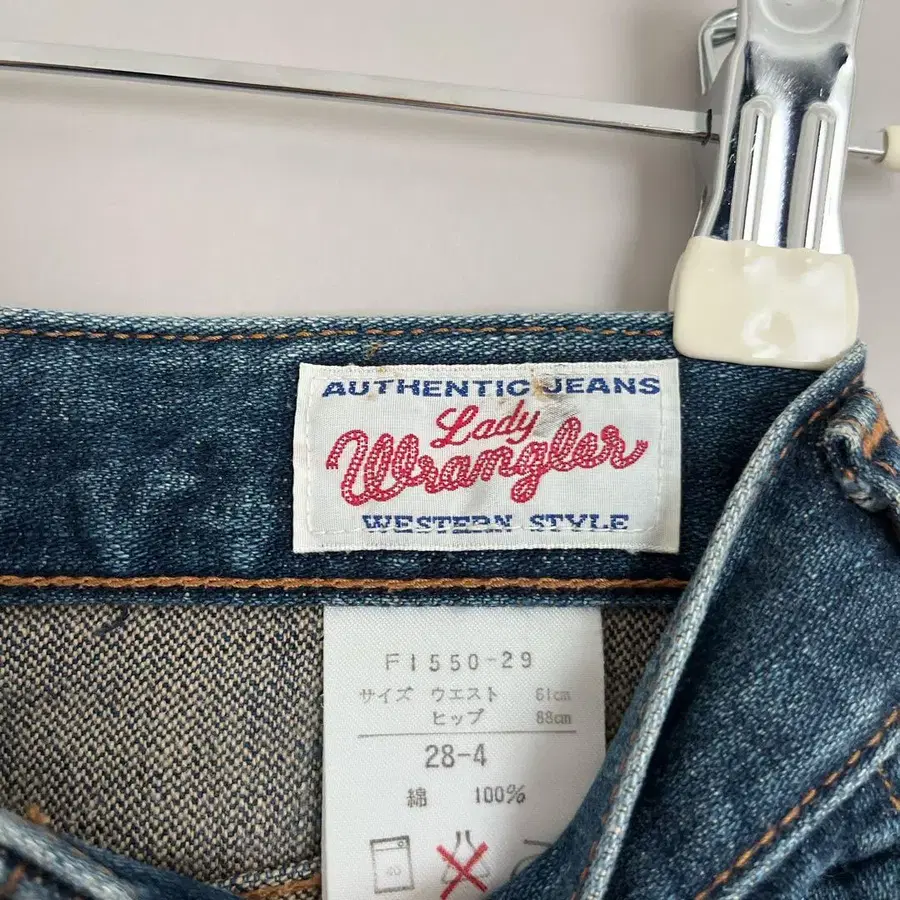 AUTHENTIC JEANS
Lady
Wrangler
WESTERN STYLE
F1550-29
サイズ ウエスト 61cm
ヒップ 88cm
28-4
綿 100%
40